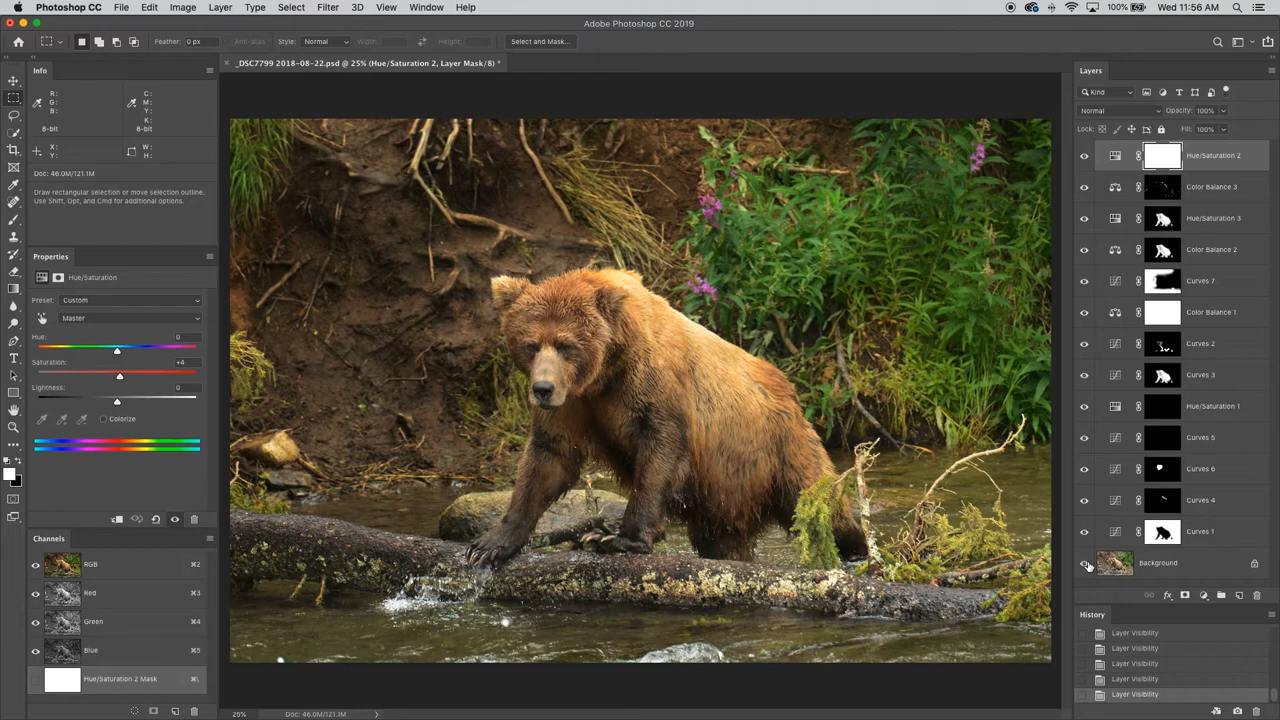 Photoshop CC File Edit Image Layer Type Select Filter 3D View Window Help 100% Wed 11:56 AM
Adobe Photoshop CC 2019
Feather: 0 px Anti-alias Style: Normal Width: Height: Select and Mask...
Info
_DSC7799 2018-08-22.psd @ 25% (Hue/Saturation 2, Layer Mask/8) *
Layers
R: C:
G: M:
B: Y:
K:
8-bit 8-bit
X: W:
Y: H:
Doc: 46.0M/121.1M
Draw rectangular selection or move selection outline.
Use Shift, Opt, and Cmd for additional options.
Properties
Hue/Saturation
Preset: Custom
Master
Hue: 0
Saturation: +4
Lightness: 0
Colorize
Channels
RGB ⌘2
Red ⌘3
Green ⌘4
Blue ⌘5
Hue/Saturation 2 Mask ⌘\
25% Doc: 46.0M/121.1M
Kind
Normal Opacity: 100%
Lock: Fill: 100%
Hue/Saturation 2
Color Balance 3
Hue/Saturation 3
Color Balance 2
Curves 7
Color Balance 1
Curves 2
Curves 3
Hue/Saturation 1
Curves 5
Curves 6
Curves 4
Curves 1
Background
fx
History
Layer Visibility
Layer Visibility
Layer Visibility
Layer Visibility
Layer Visibility